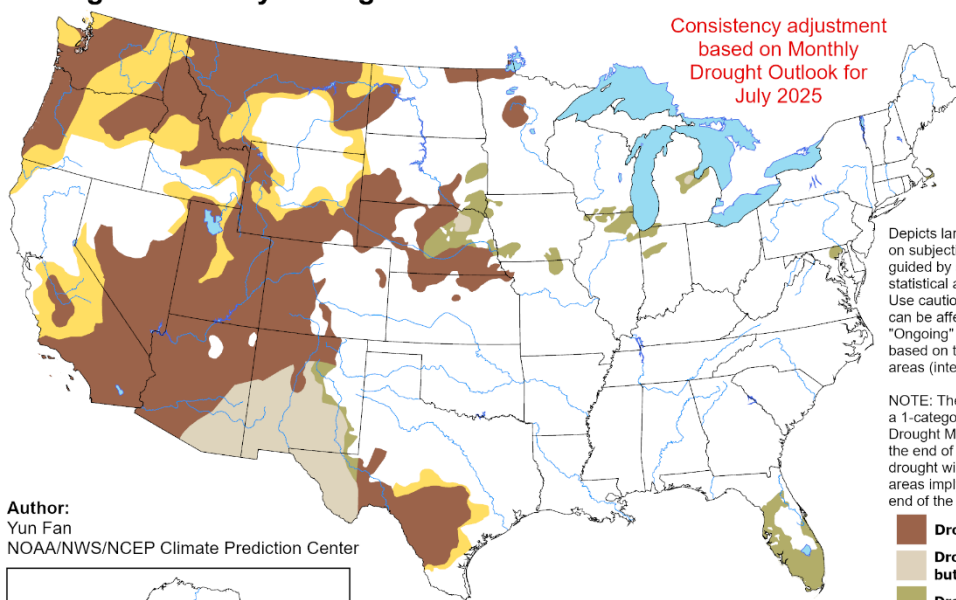 Consistency adjustment
based on Monthly
Drought Outlook for
July 2025
Depicts
on subjecti
guided by
statistical a
Use cautio
can be affe
"Ongoing"
based on t
areas (inte
NOTE: The
a 1-catego
Drought M
the end of
drought wi
areas impl
end of the
Dro
but
Author:
Yun Fan
NOAA/NWS/NCEP Climate Prediction Center